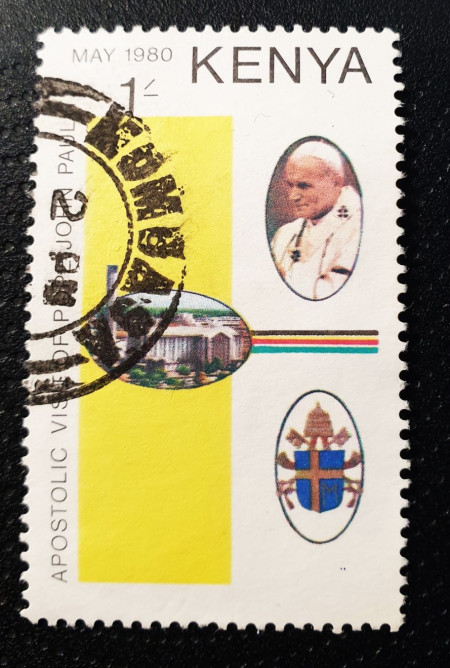 MAY 1980 KENYA
1/-
APOSTOLIC VISIT OF POPE JOHN PAUL